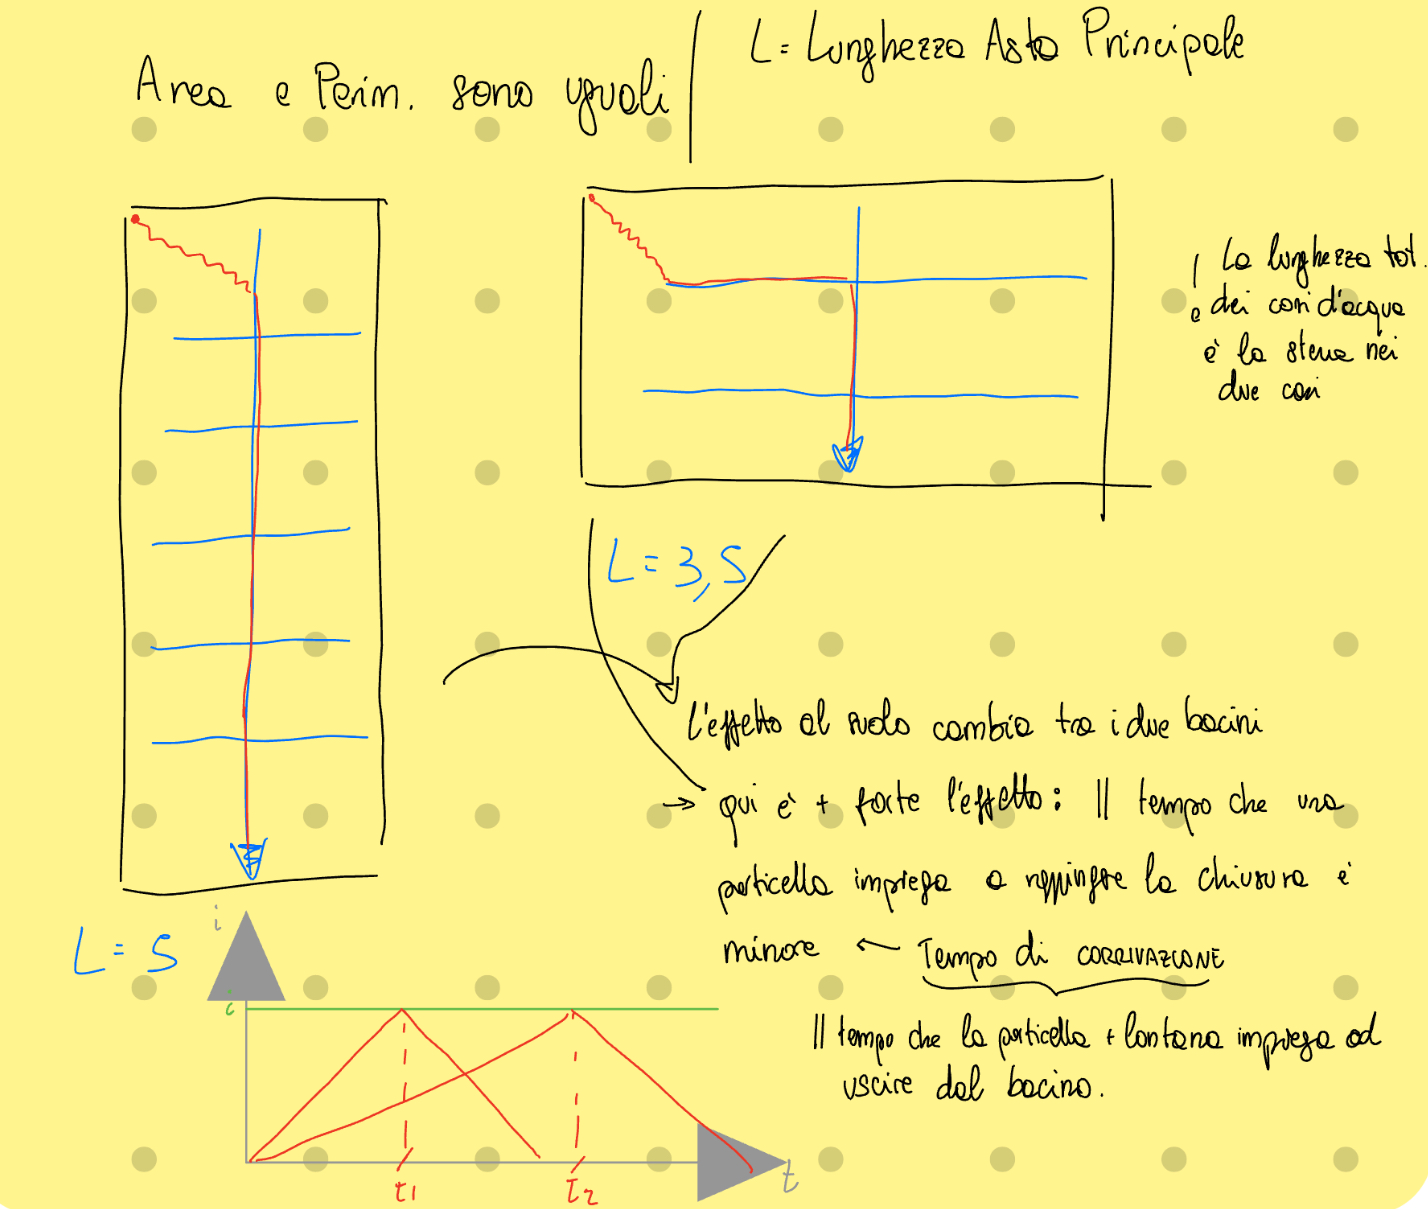 Area e Perim. sono uguali
L = Lunghezza Asta Principale
! La lunghezza tot.
e dei corsi d'acqua
è la stessa nei
due casi
L = 3,5
l'effetto al suolo cambia tra i due bacini
→ qui è + forte l'effetto: Il tempo che una
particella impiega a raggiungere la chiusura è
minore ← Tempo di CORRIVAZIONE
Il tempo che la particella + lontana impiega ad
uscire dal bacino.
L = 5
i
i
t1
t2
t